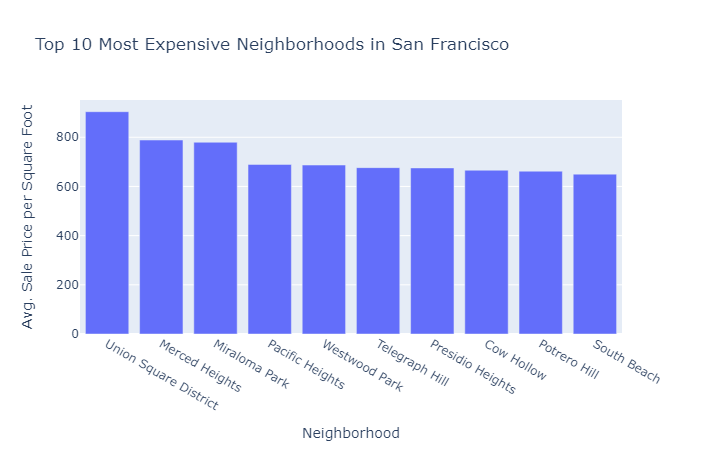 Top 10 Most Expensive Neighborhoods in San Francisco
Avg. Sale Price per Square Foot
800
600
400
200
0
Union Square District
Merced Heights
Miraloma Park
Pacific Heights
Westwood Park
Telegraph Hill
Presidio Heights
Cow Hollow
Potrero Hill
South Beach
Neighborhood